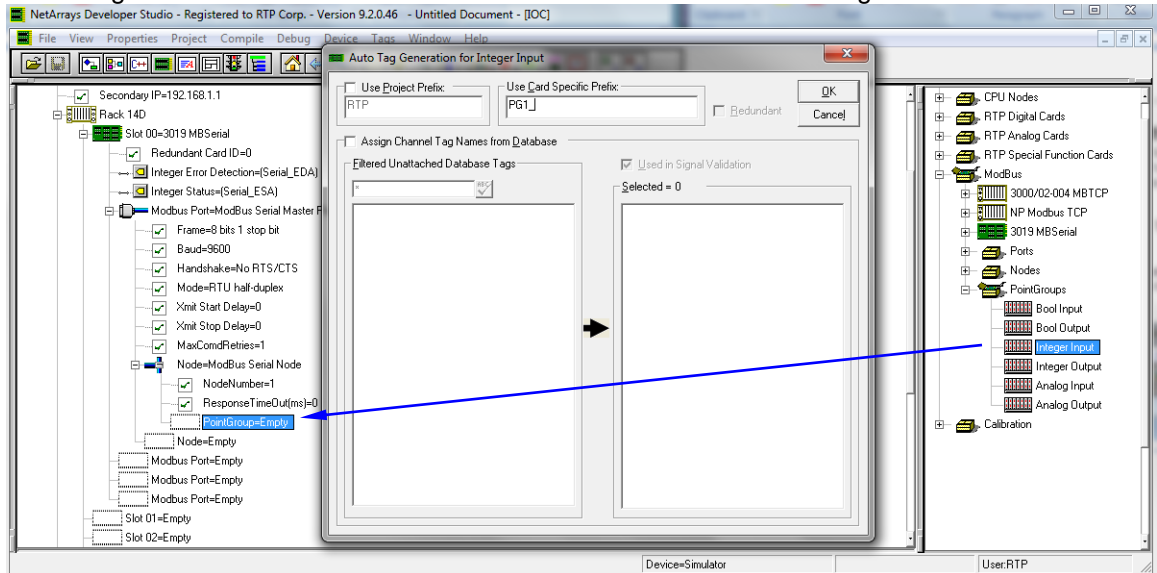 NetArrays Developer Studio - Registered to RTP Corp. - Version 9.2.0.46 - Untitled Document - [IOC]
File View Properties Project Compile Debug Device Tags Window Help
Secondary IP=192.168.1.1
Rack 14D
Slot 00=3019 MBSerial
Redundant Card ID=0
Integer Error Detection=(Serial_EDA)
Integer Status=(Serial_ESA)
Modbus Port=ModBus Serial Master P
Frame=8 bits 1 stop bit
Baud=9600
Handshake=No RTS/CTS
Mode=RTU half-duplex
Xmit Start Delay=0
Xmit Stop Delay=0
MaxComdRetries=1
Node=ModBus Serial Node
NodeNumber=1
ResponseTimeOut(ms)=0
PointGroup=Empty
Node=Empty
Modbus Port=Empty
Modbus Port=Empty
Modbus Port=Empty
Slot 01=Empty
Slot 02=Empty
Auto Tag Generation for Integer Input
Use Project Prefix:
RTP
Use Card Specific Prefix:
PG1_
Redundant
OK
Cancel
Assign Channel Tag Names from Database
Filtered Unattached Database Tags
*
ABC
Used in Signal Validation
Selected = 0
CPU Nodes
RTP Digital Cards
RTP Analog Cards
RTP Special Function Cards
ModBus
3000/02-004 MBTCP
NP Modbus TCP
3019 MBSerial
Ports
Nodes
PointGroups
Bool Input
Bool Output
Integer Input
Integer Output
Analog Input
Analog Output
Calibration
Device=Simulator
User:RTP